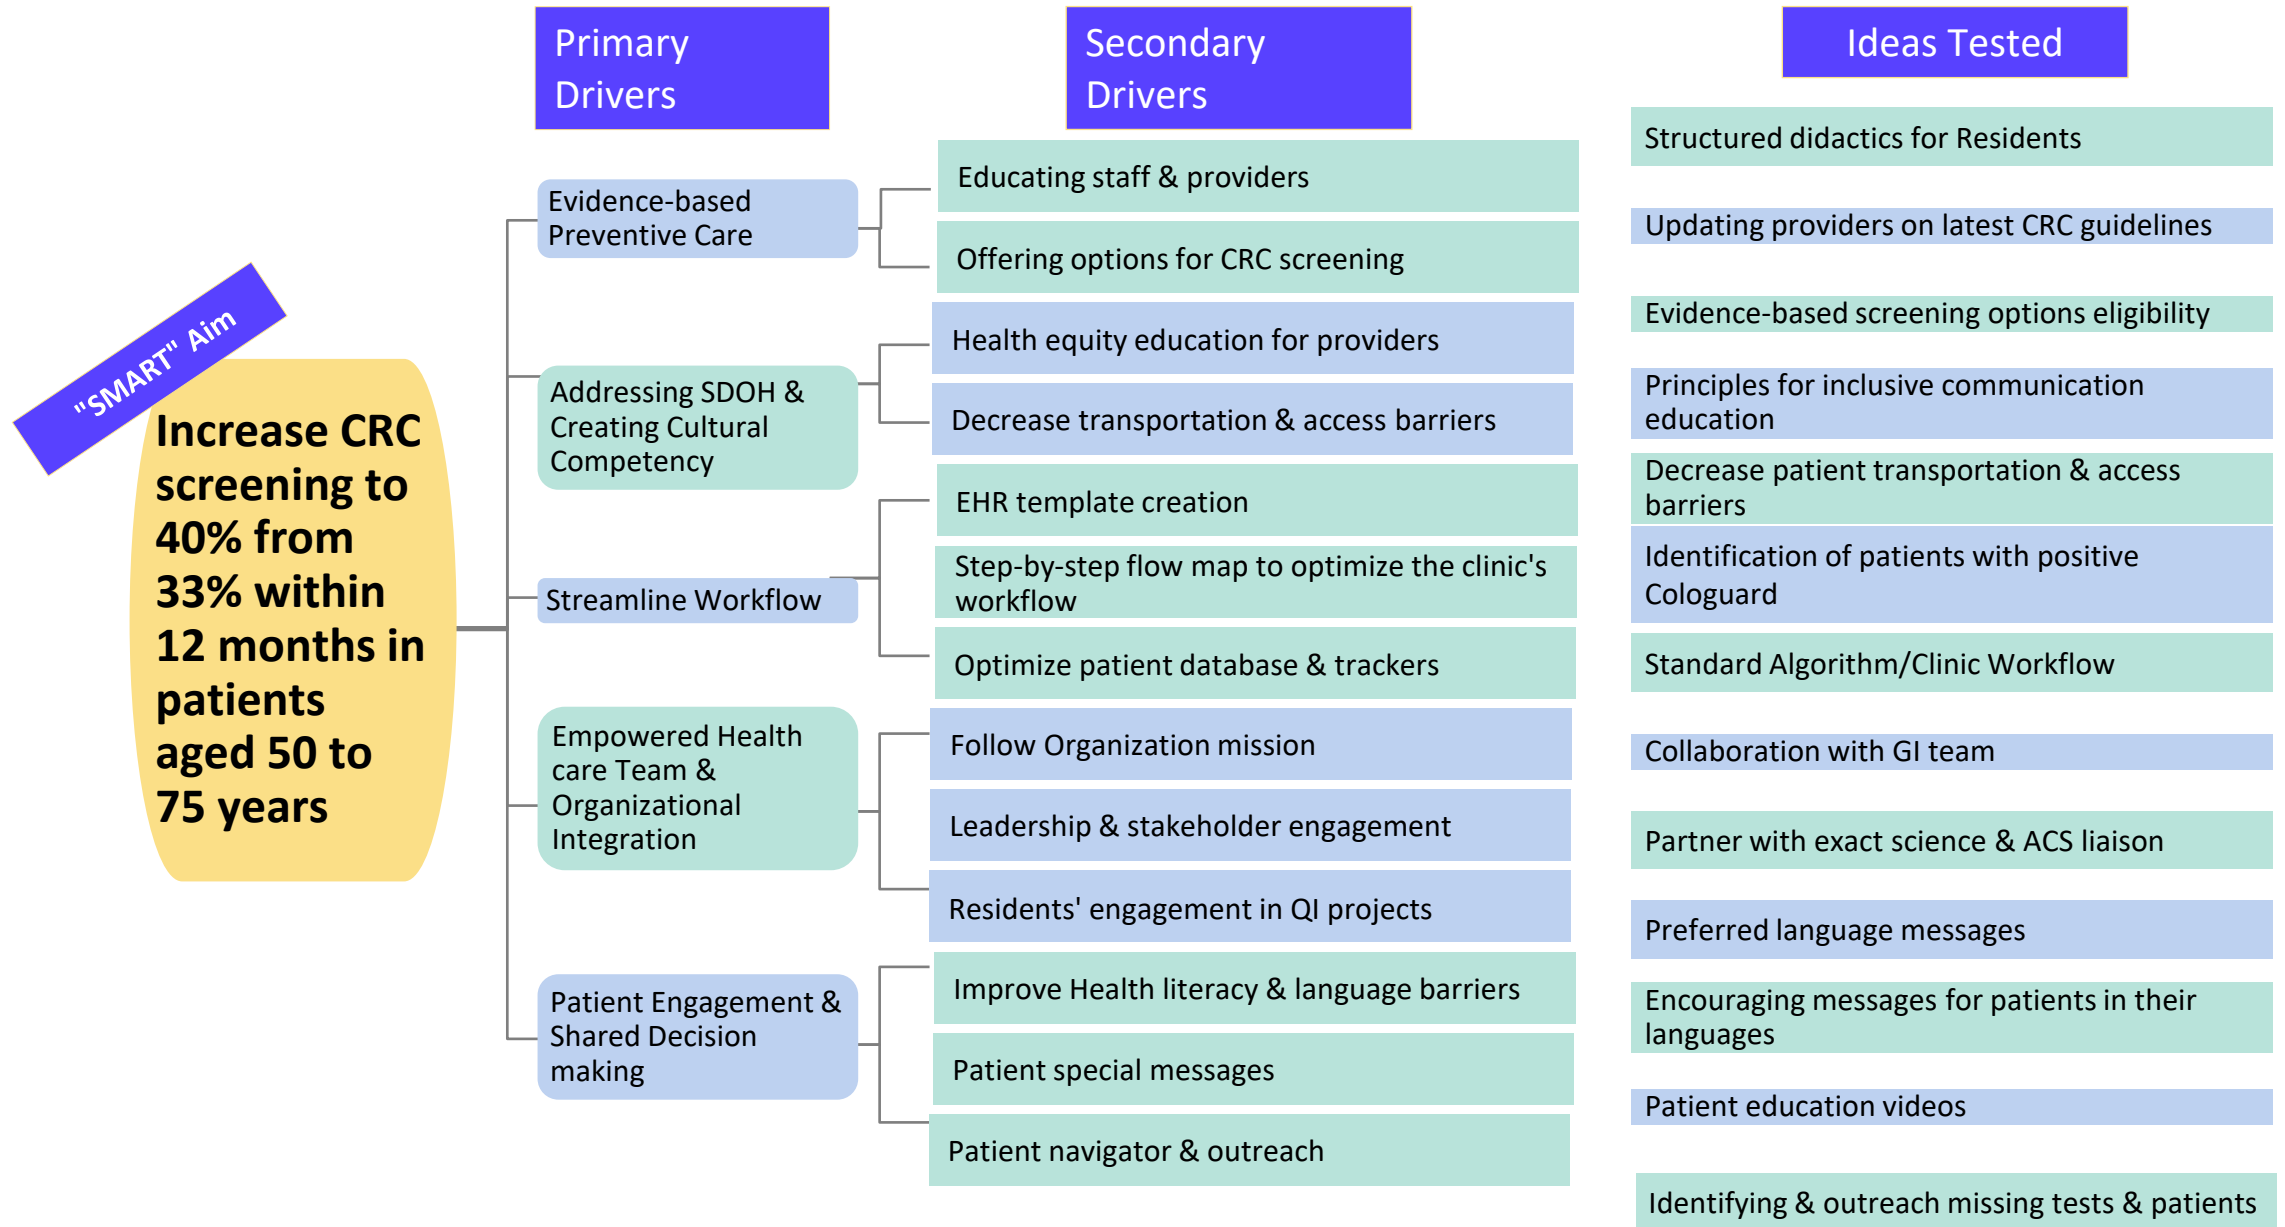 Primary
Drivers
Secondary
Drivers
Ideas Tested
"SMART" Aim
Increase CRC
screening to
40% from
33% within
12 months in
patients
aged 50 to
75 years
Evidence-based
Preventive Care
Addressing SDOH &
Creating Cultural
Competency
Streamline Workflow
Empowered Health
care Team &
Organizational
Integration
Patient Engagement &
Shared Decision
making
Educating staff & providers
Offering options for CRC screening
Health equity education for providers
Decrease transportation & access barriers
EHR template creation
Step-by-step flow map to optimize the clinic's
workflow
Optimize patient database & trackers
Follow Organization mission
Leadership & stakeholder engagement
Residents' engagement in QI projects
Improve Health literacy & language barriers
Patient special messages
Patient navigator & outreach
Structured didactics for Residents
Updating providers on latest CRC guidelines
Evidence-based screening options eligibility
Principles for inclusive communication
education
Decrease patient transportation & access
barriers
Identification of patients with positive
Cologuard
Standard Algorithm/Clinic Workflow
Collaboration with GI team
Partner with exact science & ACS liaison
Preferred language messages
Encouraging messages for patients in their
languages
Patient education videos
Identifying & outreach missing tests & patients